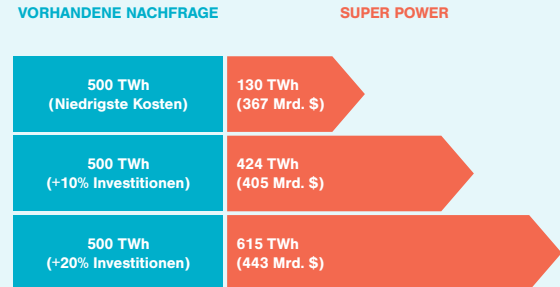 VORHANDENE NACHFRAGE
SUPER POWER
500 TWh
(Niedrigste Kosten)
130 TWh
(367 Mrd. $)
500 TWh
(+10% Investitionen)
424 TWh
(405 Mrd. $)
500 TWh
(+20% Investitionen)
615 TWh
(443 Mrd. $)